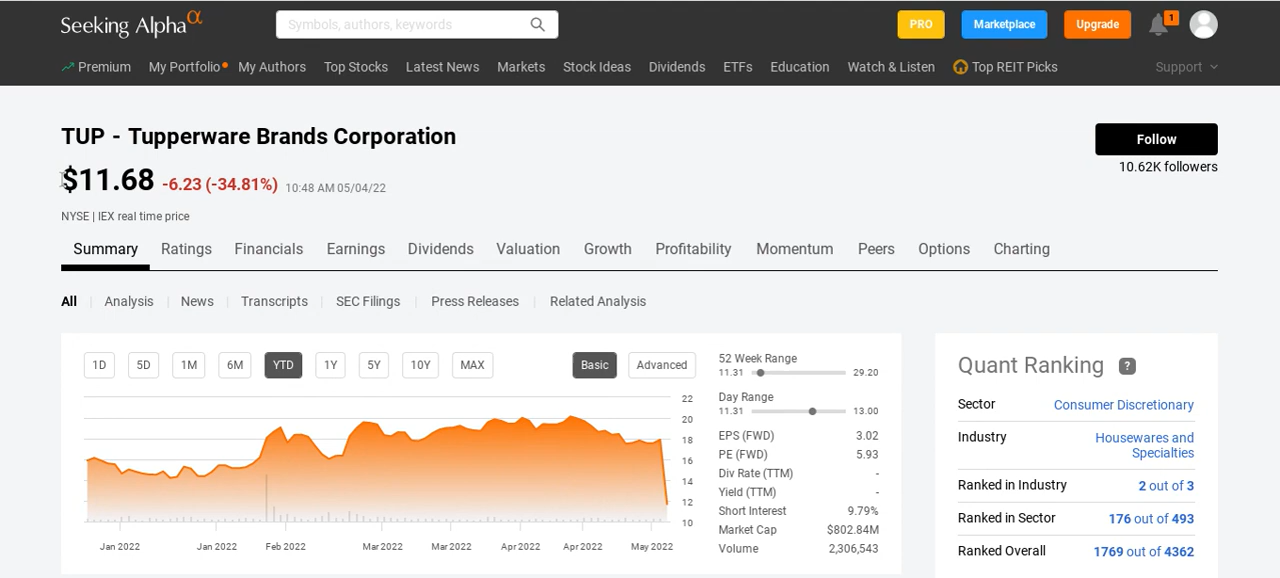 Seeking Alpha α
Symbols, authors, keywords
PRO
Marketplace
Upgrade
1
Premium My Portfolio My Authors Top Stocks Latest News Markets Stock Ideas Dividends ETFs Education Watch & Listen Top REIT Picks Support
TUP - Tupperware Brands Corporation
Follow
10.62K followers
$11.68 -6.23 (-34.81%) 10:48 AM 05/04/22
NYSE | IEX real time price
Summary Ratings Financials Earnings Dividends Valuation Growth Profitability Momentum Peers Options Charting
All | Analysis | News | Transcripts | SEC Filings | Press Releases | Related Analysis
1D 5D 1M 6M YTD 1Y 5Y 10Y MAX Basic Advanced
22
20
18
16
14
12
10
Jan 2022 Jan 2022 Feb 2022 Mar 2022 Mar 2022 Apr 2022 Apr 2022 May 2022
52 Week Range
11.31 29.20
Day Range
11.31 13.00
EPS (FWD) 3.02
PE (FWD) 5.93
Div Rate (TTM) -
Yield (TTM) -
Short Interest 9.79%
Market Cap $802.84M
Volume 2,306,543
Quant Ranking ?
Sector Consumer Discretionary
Industry Housewares and
Specialties
Ranked in Industry 2 out of 3
Ranked in Sector 176 out of 493
Ranked Overall 1769 out of 4362